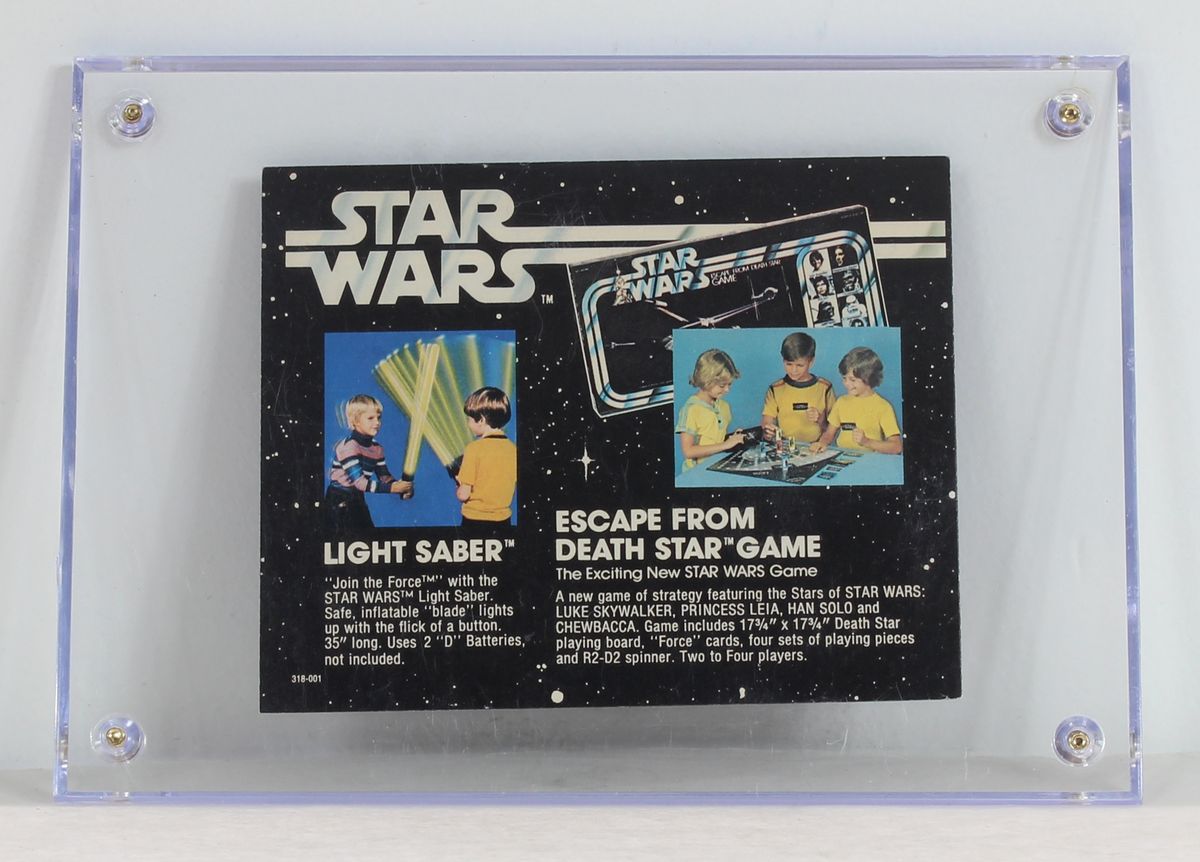 STAR
WARS™
STAR
WARS
ESCAPE FROM DEATH STAR
GAME
LIGHT SABER™
"Join the Force™" with the
STAR WARS™ Light Saber.
Safe, inflatable "blade" lights
up with the flick of a button.
35″ long. Uses 2 "D" Batteries,
not included.
318-001
ESCAPE FROM
DEATH STAR™ GAME
The Exciting New STAR WARS Game
A new game of strategy featuring the Stars of STAR WARS:
LUKE SKYWALKER, PRINCESS LEIA, HAN SOLO and
CHEWBACCA. Game includes 17¾″ x 17¾″ Death Star
playing board, "Force" cards, four sets of playing pieces
and R2-D2 spinner. Two to Four players.